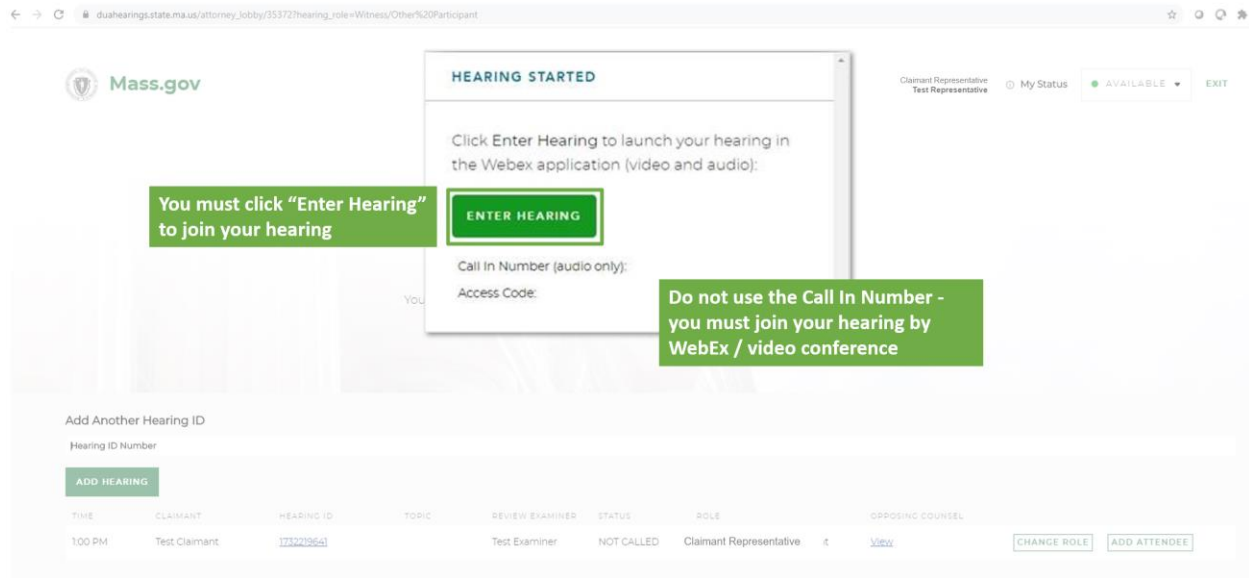 duahearings.state.ma.us/attorney_lobby/35372?hearing_role=Witness/Other%20Participant
Mass.gov
Claimant Representative
Test Representative
My Status
AVAILABLE
EXIT
HEARING STARTED
Click Enter Hearing to launch your hearing in
the Webex application (video and audio):
ENTER HEARING
Call In Number (audio only):
Access Code:
You must click “Enter Hearing”
to join your hearing
You
Do not use the Call In Number -
you must join your hearing by
WebEx / video conference
Add Another Hearing ID
Hearing ID Number
ADD HEARING
TIME CLAIMANT HEARING ID TOPIC REVIEW EXAMINER STATUS ROLE OPPOSING COUNSEL
1:00 PM Test Claimant 1732219641 Test Examiner NOT CALLED Claimant Representative View CHANGE ROLE ADD ATTENDEE